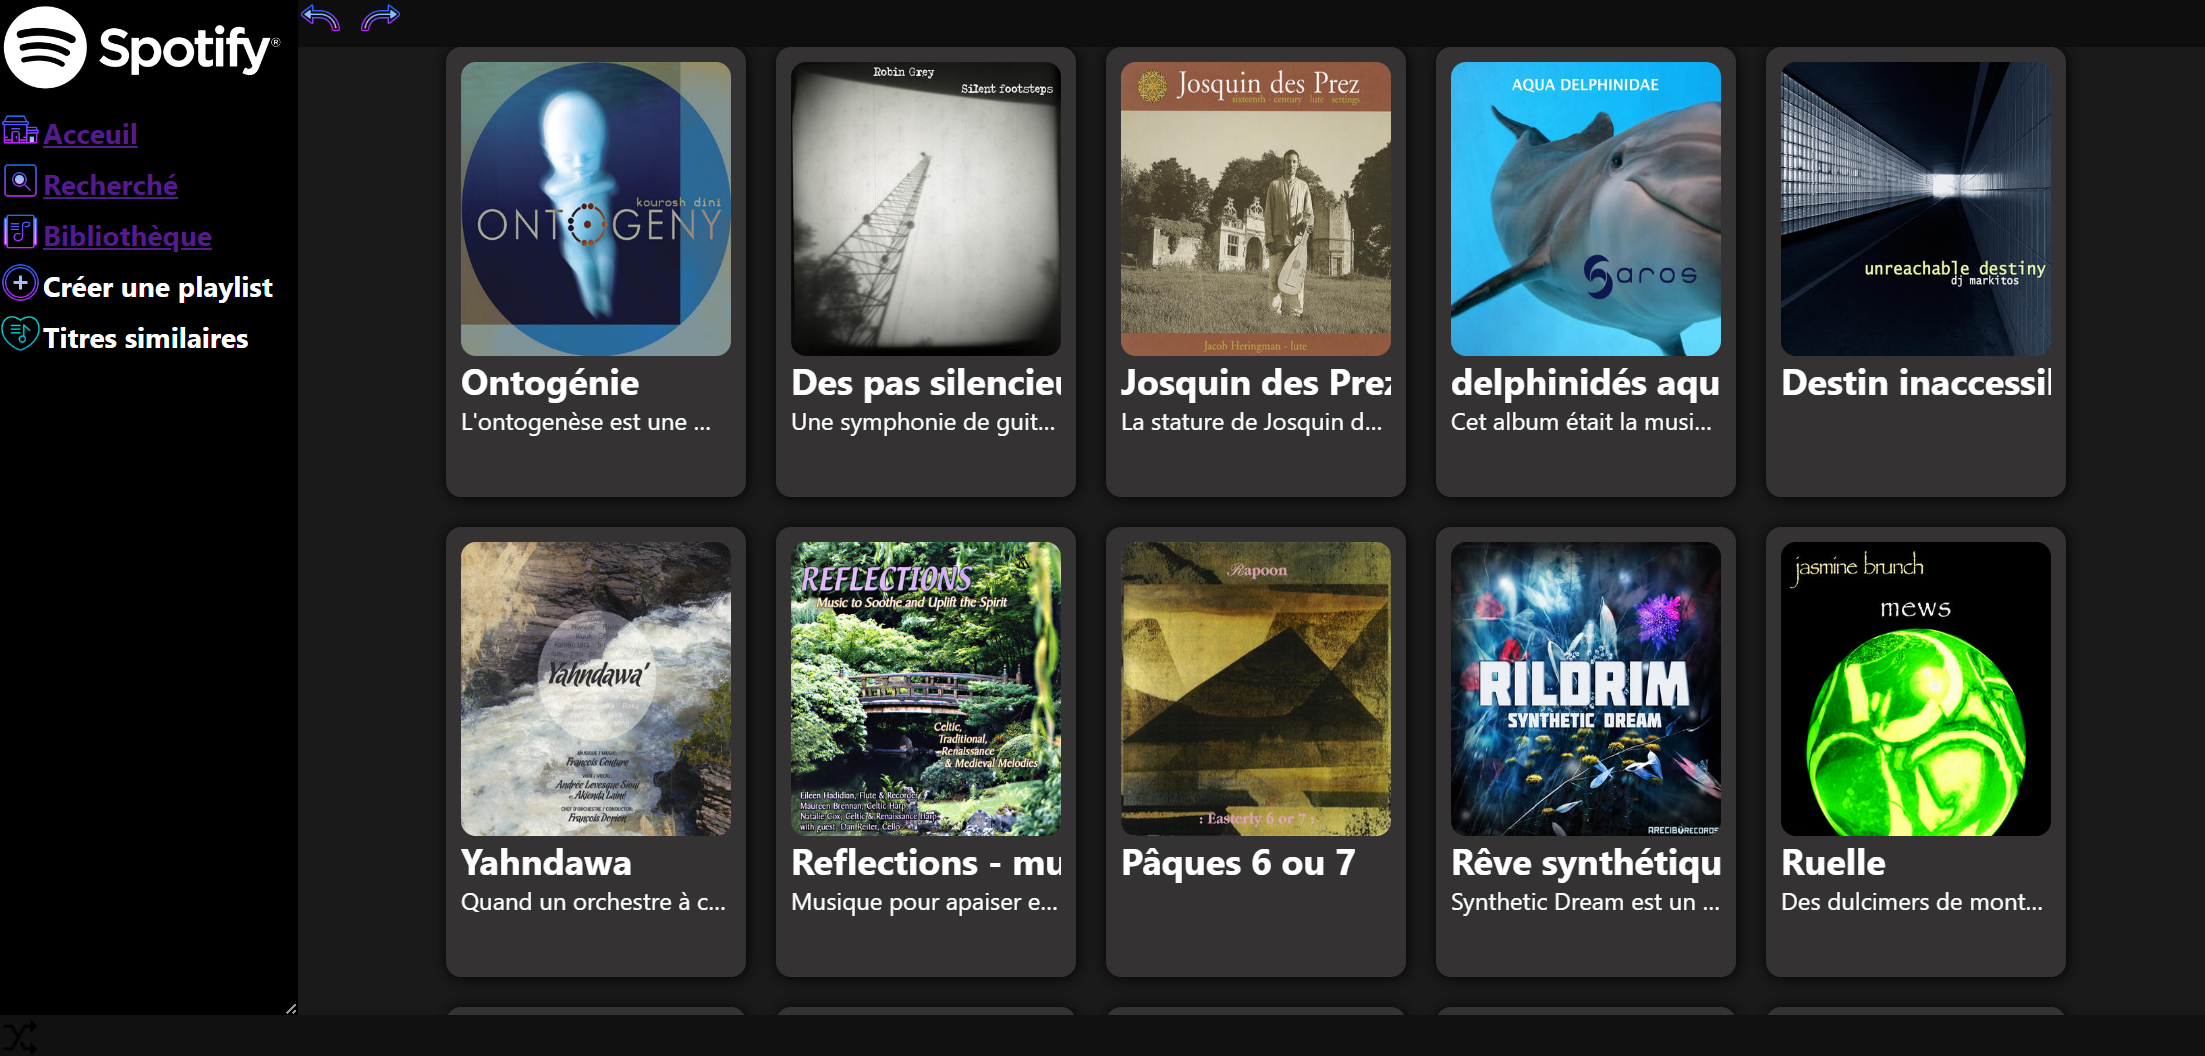 Spotify®
Acceuil
Recherché
Bibliothèque
Créer une playlist
Titres similaires
kourosh dini
ONTOGENY
Ontogénie
L'ontogenèse est une ...
Robin Grey
Silent footsteps
Des pas silencieu
Une symphonie de guit...
Josquin des Prez
sixteenth - century lute settings
Jacob Heringman - lute
Josquin des Prez
La stature de Josquin d...
AQUA DELPHINIDAE
saros
delphinidés aqu
Cet album était la musi...
unreachable destiny
dj markitos
Destin inaccessil
Yahndawa'
MUSIQUE / MUSIC:
François Couture
VOIX / VOCAL:
Andrée Levesque Sioui
et Akienda Lainé
CHEF D'ORCHESTRE / CONDUCTOR:
François Dorion
Yahndawa
Quand un orchestre à c...
REFLECTIONS
Music to Soothe and Uplift the Spirit
Celtic,
Traditional,
Renaissance
& Medieval Melodies
Eileen Hadidian, Flute & Recorder
Maureen Brennan, Celtic Harp
Natalie Cox, Celtic & Renaissance Harp
with guest: Dan Reiter, Cello
Reflections - mu
Musique pour apaiser e...
Rapoon
: Easterly 6 or 7 :
Pâques 6 ou 7
RILDRIM
SYNTHETIC DREAM
ARECIBO RECORDS
Rêve synthétiqu
Synthetic Dream est un ...
jasmine brunch
mews
Ruelle
Des dulcimers de mont...